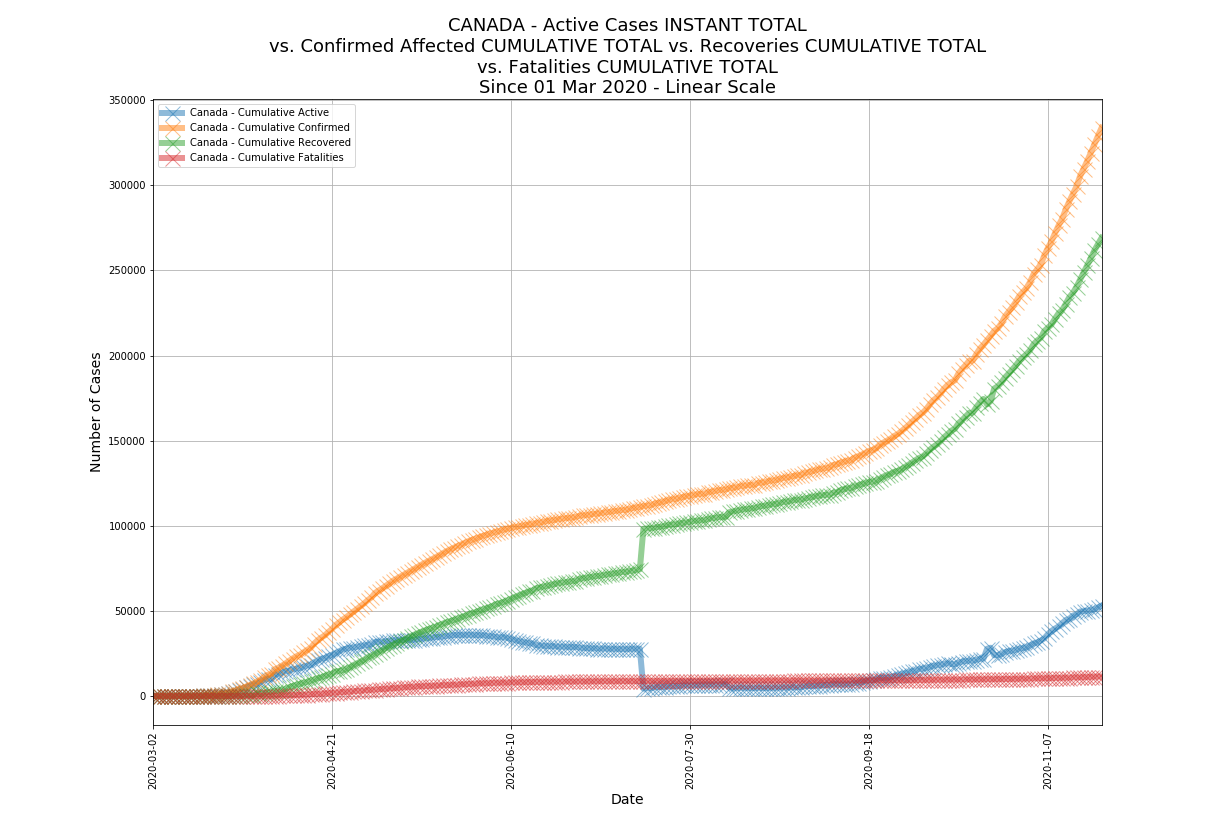 CANADA - Active Cases INSTANT TOTAL
vs. Confirmed Affected CUMULATIVE TOTAL vs. Recoveries CUMULATIVE TOTAL
vs. Fatalities CUMULATIVE TOTAL
Since 01 Mar 2020 - Linear Scale
Canada - Cumulative Active
Canada - Cumulative Confirmed
Canada - Cumulative Recovered
Canada - Cumulative Fatalities
Number of Cases
350000
300000
250000
200000
150000
100000
50000
0
2020-03-02
2020-04-21
2020-06-10
2020-07-30
2020-09-18
2020-11-07
Date